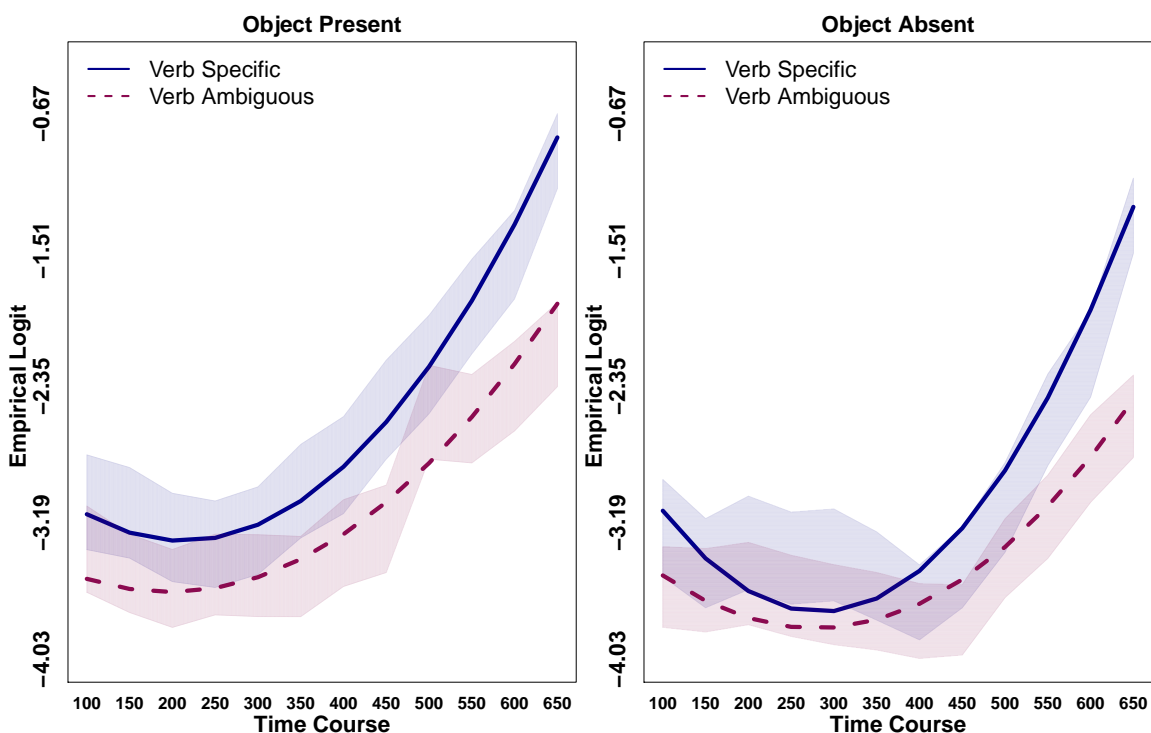 Object Present
Verb Specific
Verb Ambiguous
Empirical Logit
−0.67
−1.51
−2.35
−3.19
−4.03
100 150 200 250 300 350 400 450 500 550 600 650
Time Course
Object Absent
Verb Specific
Verb Ambiguous
Empirical Logit
−0.67
−1.51
−2.35
−3.19
−4.03
100 150 200 250 300 350 400 450 500 550 600 650
Time Course